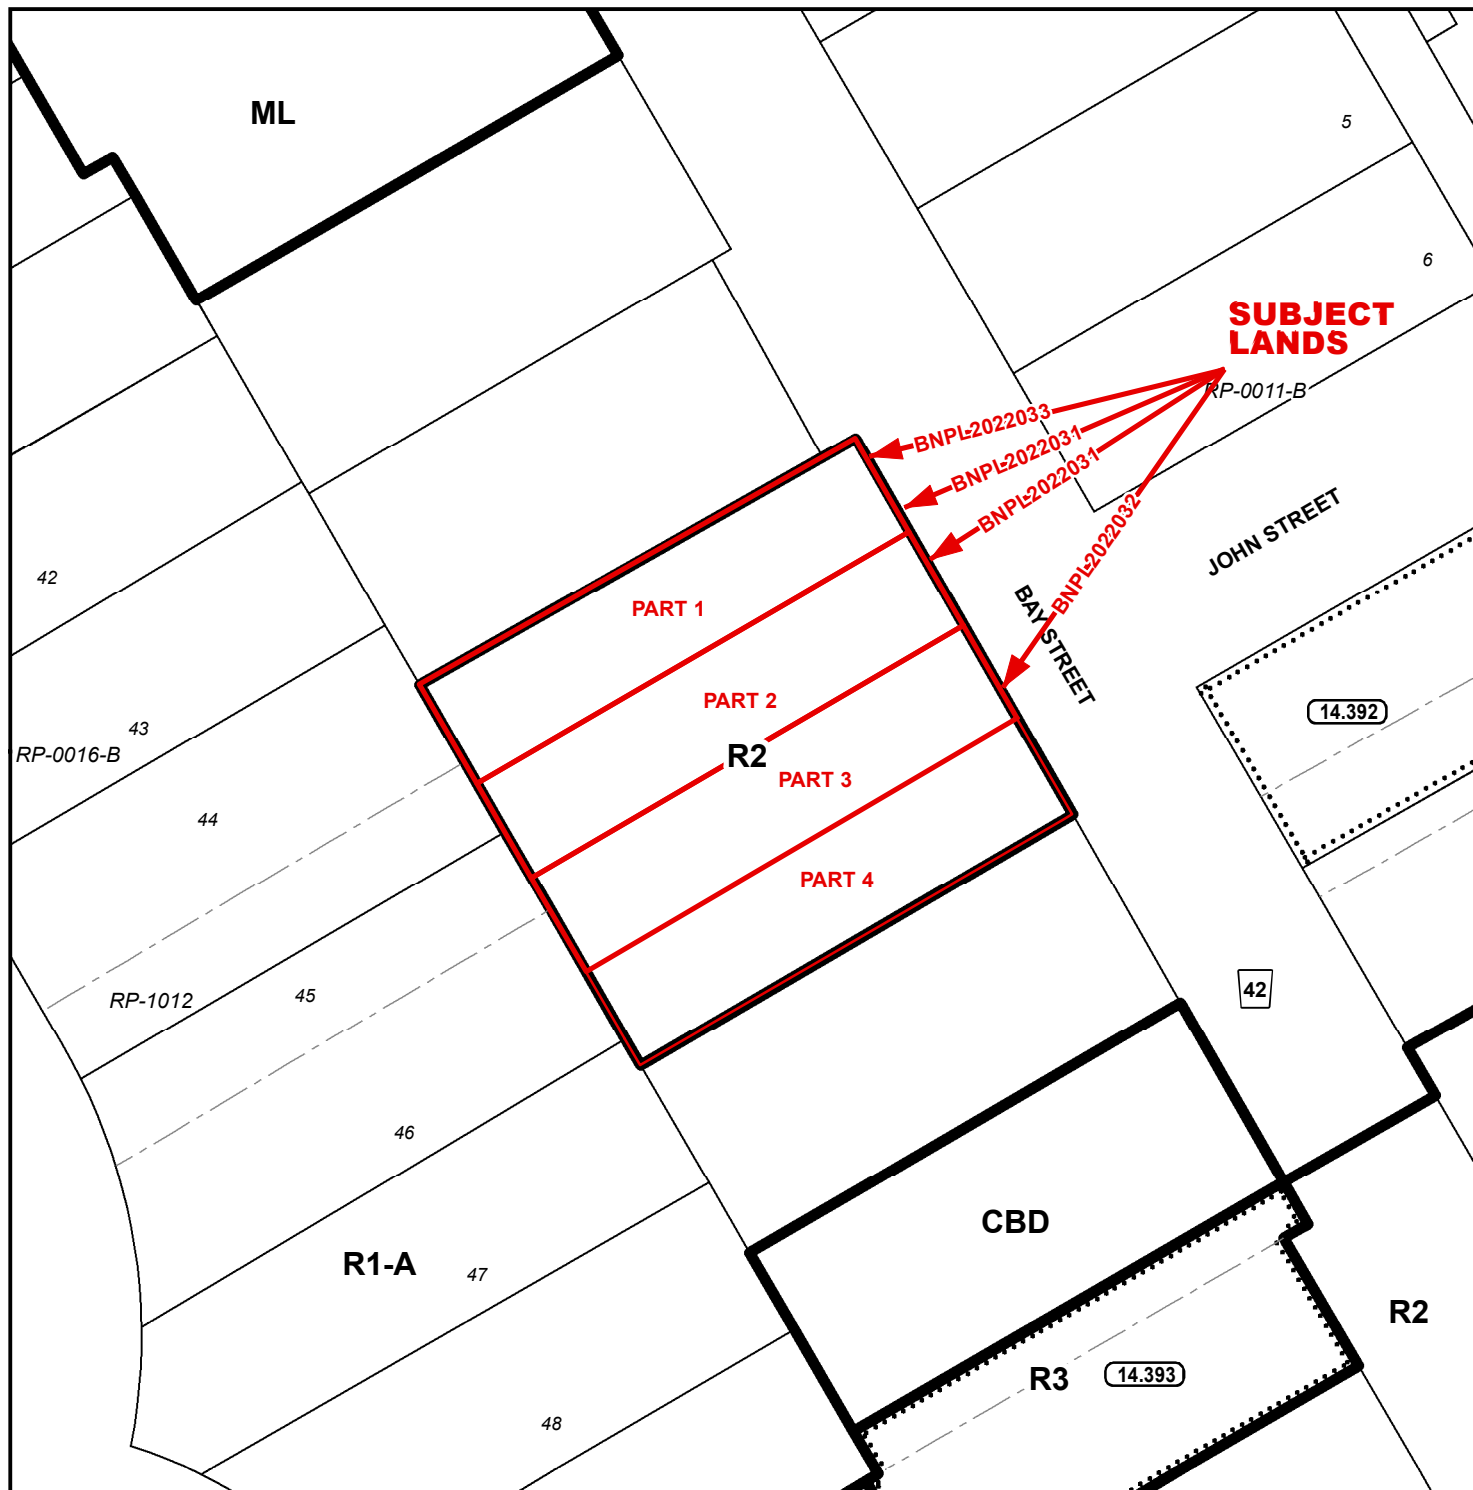 ML
5
6
SUBJECT
LANDS
RP-0011-B
BNPL-2022033
BNPL-2022031
BNPL-2022031
BNPL-2022032
JOHN STREET
BAY STREET
42
PART 1
PART 2
R2
PART 3
PART 4
14.392
43
RP-0016-B
44
RP-1012
45
42
46
CBD
R1-A
47
R2
R3
14.393
48